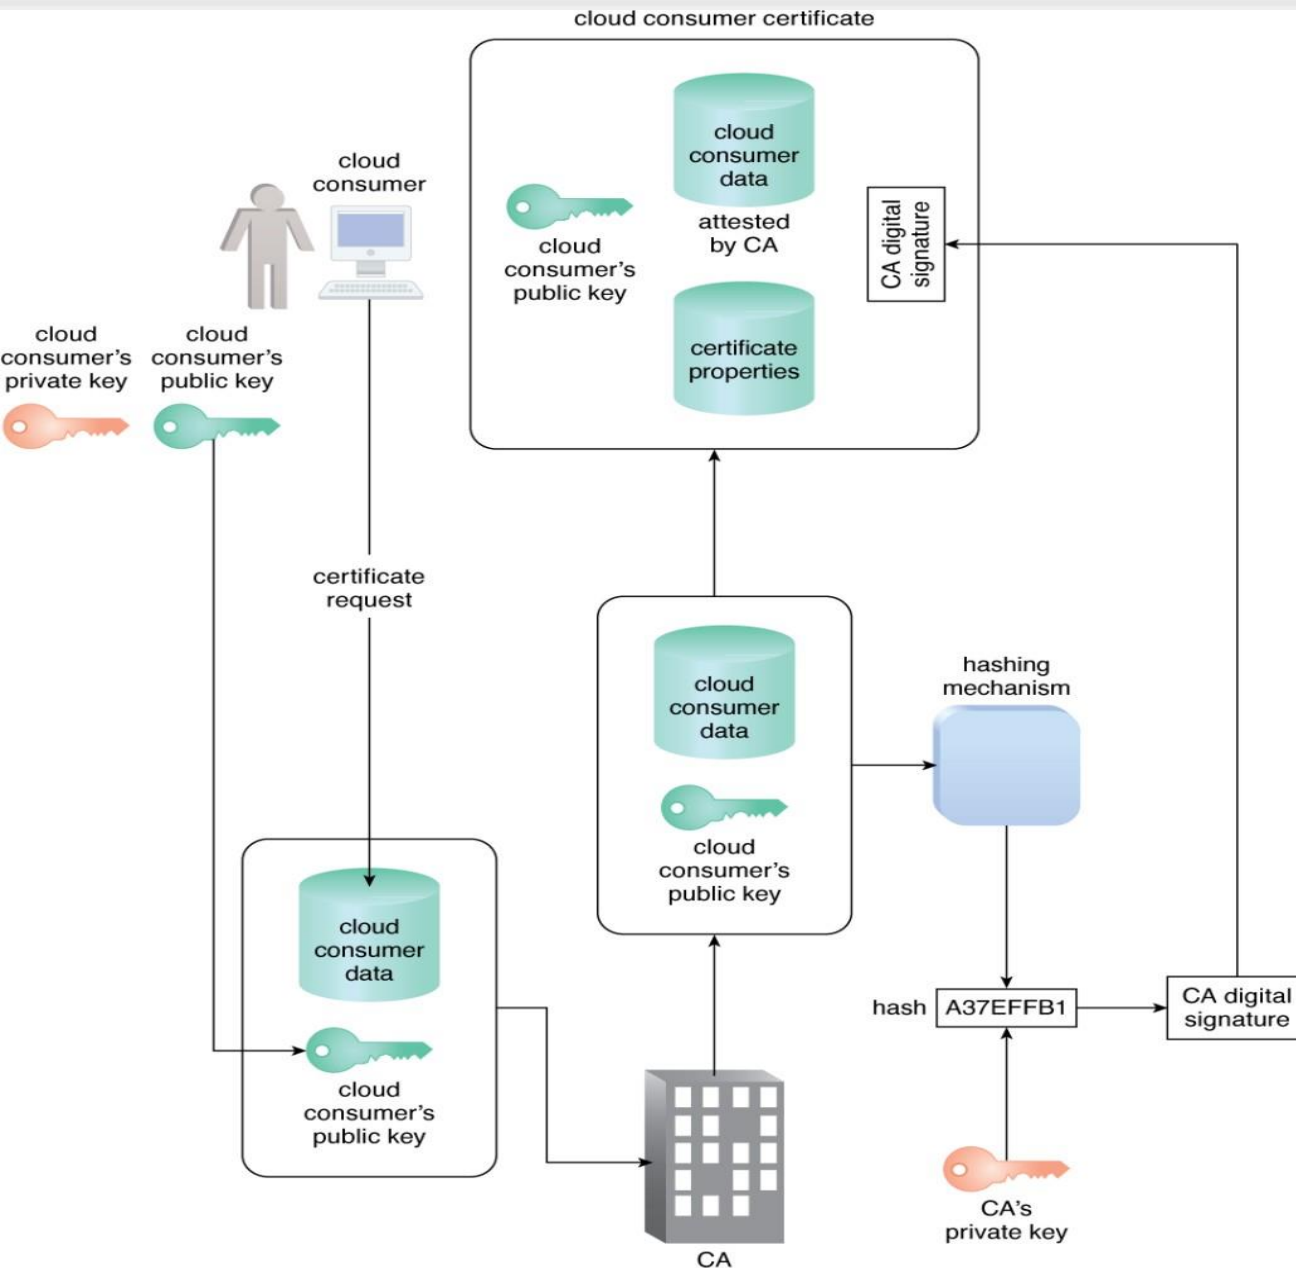 cloud consumer certificate
cloud
consumer
data
attested
by CA
cloud
consumer's
public key
certificate
properties
CA digital
signature
cloud
consumer
cloud
consumer's
private key
cloud
consumer's
public key
certificate
request
cloud
consumer
data
cloud
consumer's
public key
CA
cloud
consumer
data
cloud
consumer's
public key
hashing
mechanism
hash
A37EFFB1
CA digital
signature
CA's
private key